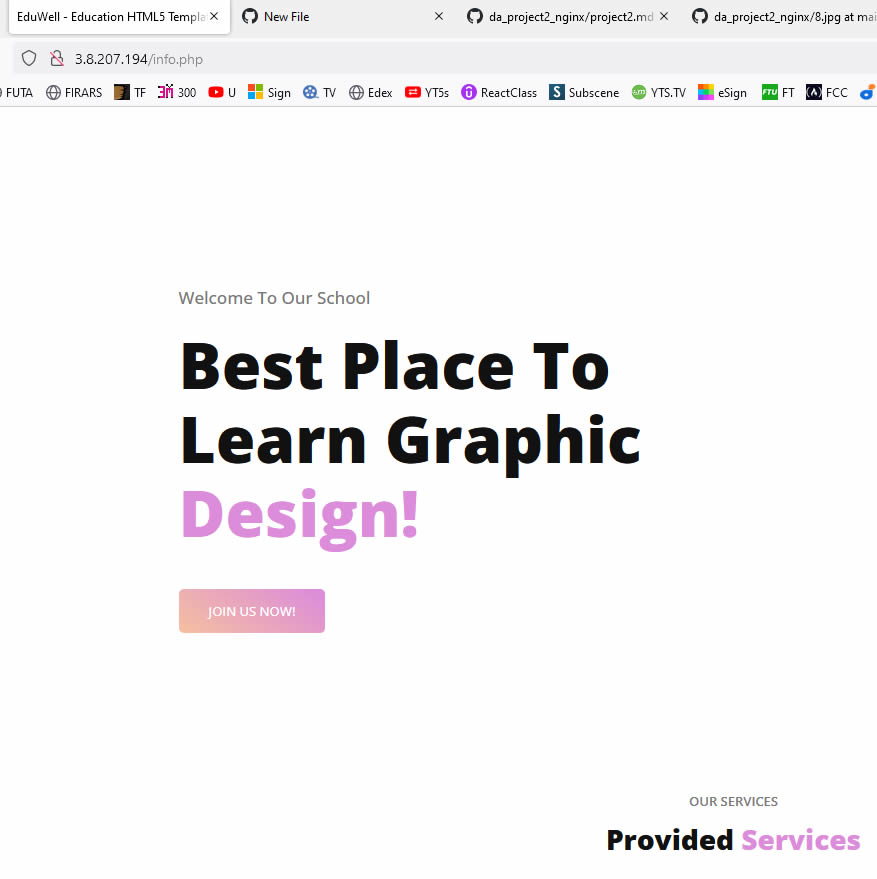 EduWell - Education HTML5 Templa
New File
da_project2_nginx/project2.md
da_project2_nginx/8.jpg at mai
3.8.207.194/info.php
FUTA FIRARS TF 300 U Sign TV Edex YT5s ReactClass Subscene YTS.TV eSign FT FCC
Welcome To Our School
Best Place To
Learn Graphic
Design!
JOIN US NOW!
OUR SERVICES
Provided Services